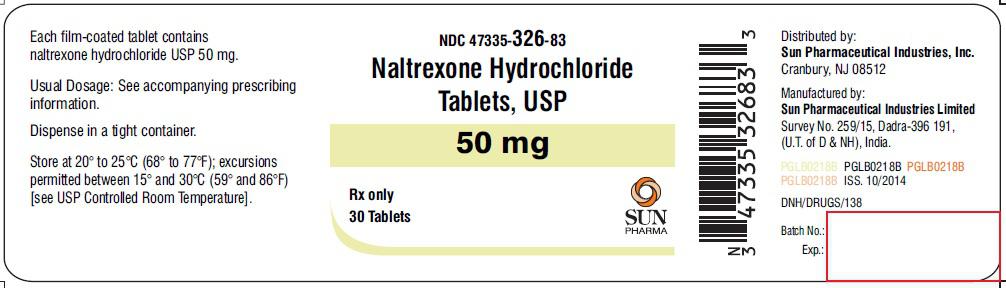 Each film-coated tablet contains
naltrexone hydrochloride USP 50 mg.
Usual Dosage: See accompanying prescribing
information.
Dispense in a tight container.
Store at 20° to 25°C (68° to 77°F); excursions
permitted between 15° and 30°C (59° and 86°F)
[see USP Controlled Room Temperature].
NDC 47335-326-83
Naltrexone Hydrochloride
Tablets, USP
50 mg
Rx only
30 Tablets
SUN
PHARMA
N
3
47335 32683
3
Distributed by:
Sun Pharmaceutical Industries, Inc.
Cranbury, NJ 08512
Manufactured by:
Sun Pharmaceutical Industries Limited
Survey No. 259/15, Dadra-396 191,
(U.T. of D & NH), India.
PGLB0218B PGLB0218B PGLB0218B
PGLB0218B ISS. 10/2014
DNH/DRUGS/138
Batch No.:
Exp.: